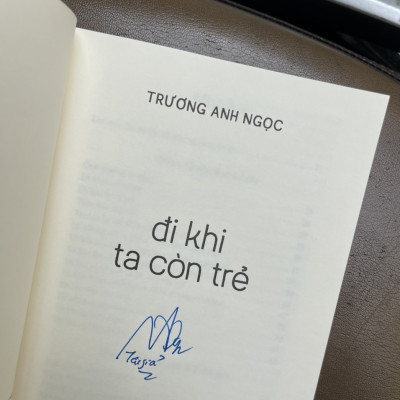 TRƯƠNG ANH NGỌC
đi khi
ta còn trẻ